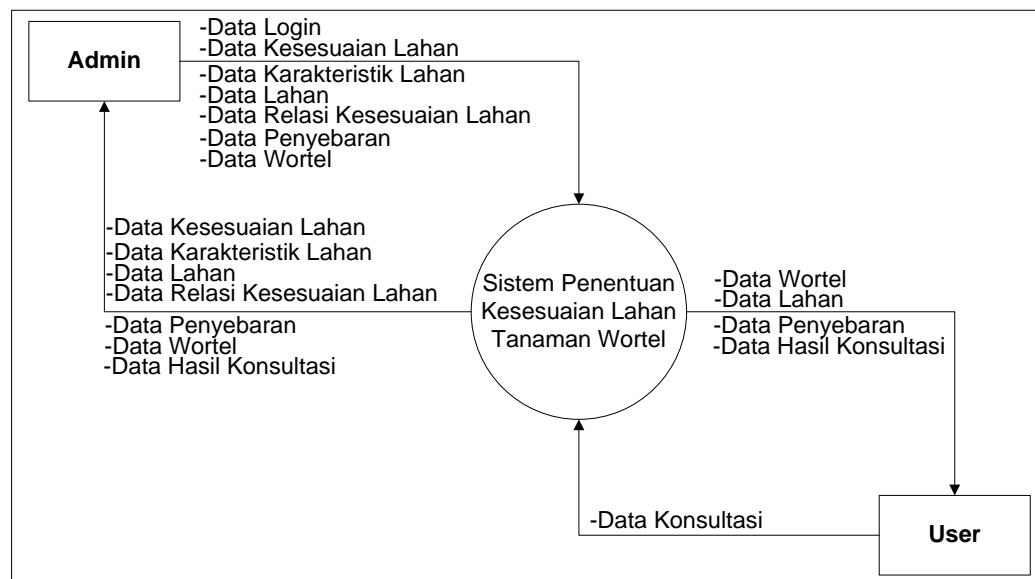 Admin
-Data Login
-Data Kesesuaian Lahan
-Data Karakteristik Lahan
-Data Lahan
-Data Relasi Kesesuaian Lahan
-Data Penyebaran
-Data Wortel
-Data Kesesuaian Lahan
-Data Karakteristik Lahan
-Data Lahan
-Data Relasi Kesesuaian Lahan
-Data Penyebaran
-Data Wortel
-Data Hasil Konsultasi
Sistem Penentuan
Kesesuaian Lahan
Tanaman Wortel
-Data Wortel
-Data Lahan
-Data Penyebaran
-Data Hasil Konsultasi
-Data Konsultasi
User